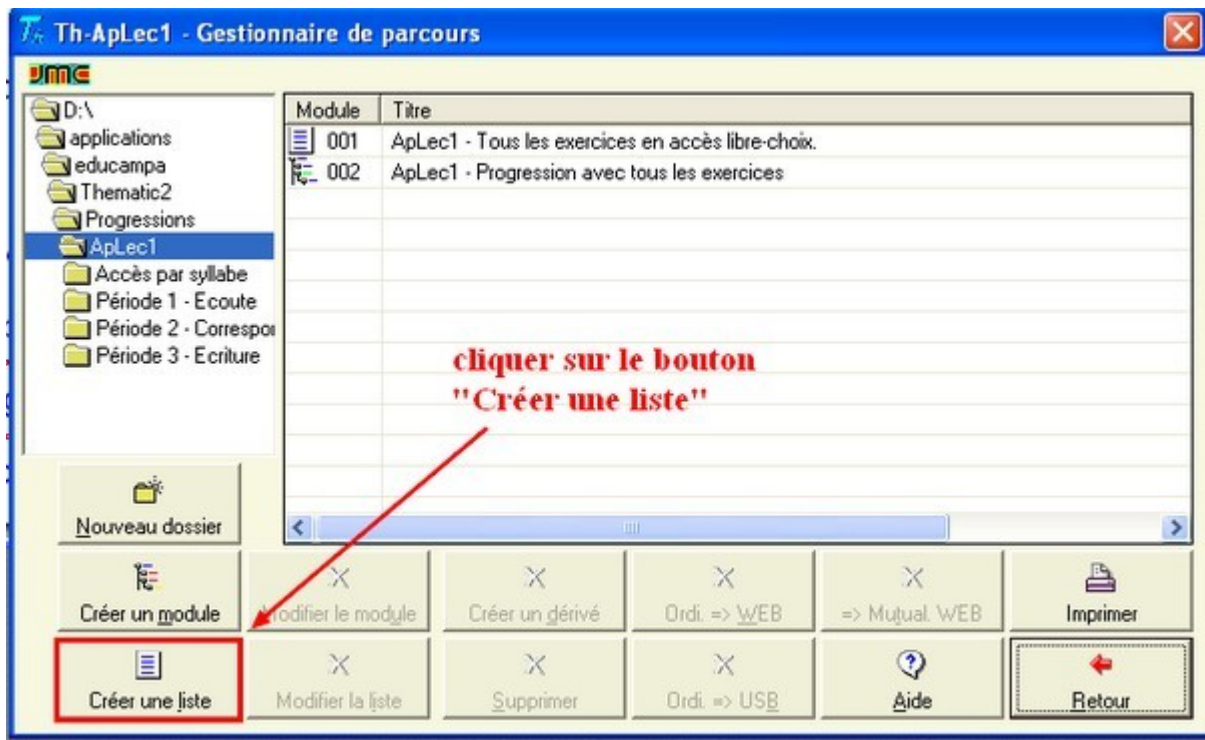 Th-ApLec1 - Gestionnaire de parcours
JMC
D:\
applications
educampa
Thematic2
Progressions
ApLec1
Accès par syllabe
Période 1 - Ecoute
Période 2 - Correspon
Période 3 - Ecriture
Module Titre
001 ApLec1 - Tous les exercices en accès libre-choix.
002 ApLec1 - Progression avec tous les exercices
cliquer sur le bouton
"Créer une liste"
Nouveau dossier
Créer un module Modifier le module Créer un dérivé Ordi. => WEB => Mutual. WEB Imprimer
Créer une liste Modifier la liste Supprimer Ordi. => USB Aide Retour